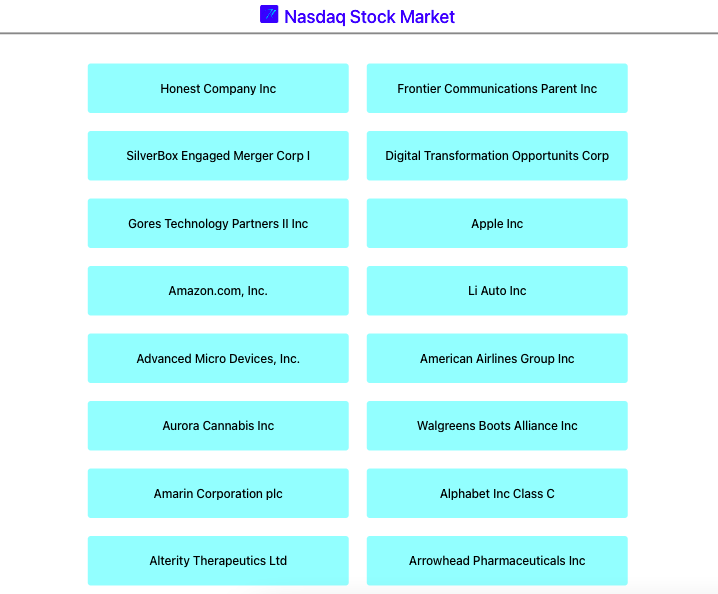 Nasdaq Stock Market
Honest Company Inc
Frontier Communications Parent Inc
SilverBox Engaged Merger Corp I
Digital Transformation Opportunits Corp
Gores Technology Partners II Inc
Apple Inc
Amazon.com, Inc.
Li Auto Inc
Advanced Micro Devices, Inc.
American Airlines Group Inc
Aurora Cannabis Inc
Walgreens Boots Alliance Inc
Amarin Corporation plc
Alphabet Inc Class C
Alterity Therapeutics Ltd
Arrowhead Pharmaceuticals Inc